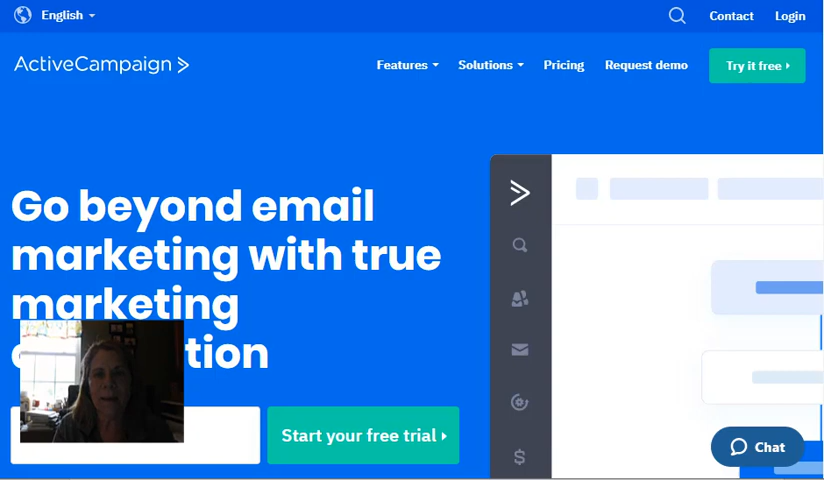 English
Contact
Login
ActiveCampaign
Features
Solutions
Pricing
Request demo
Try it free
Go beyond email
marketing with true
marketing
tion
Start your free trial
Chat